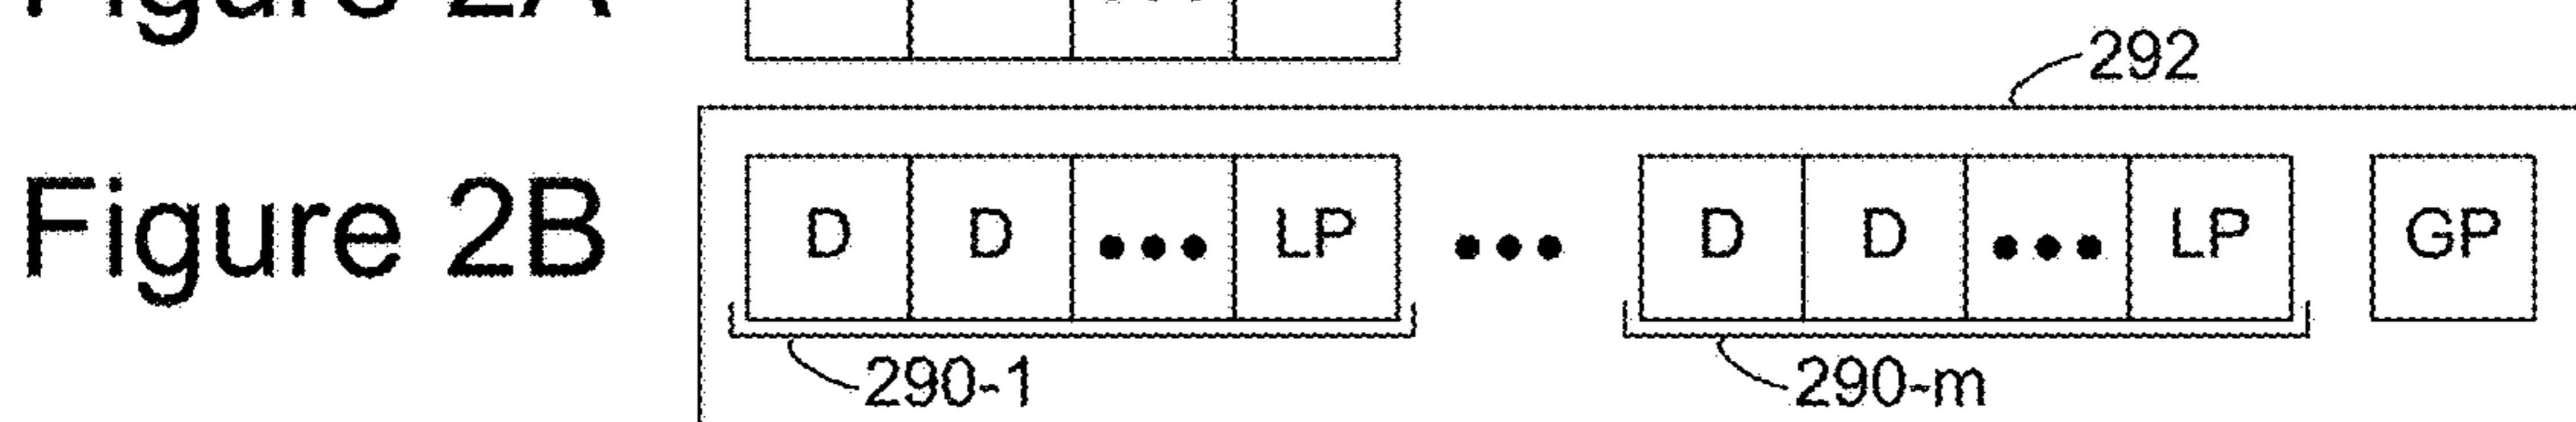 Figure 2A
292
Figure 2B
D D ••• LP ••• D D ••• LP GP
290-1 290-m